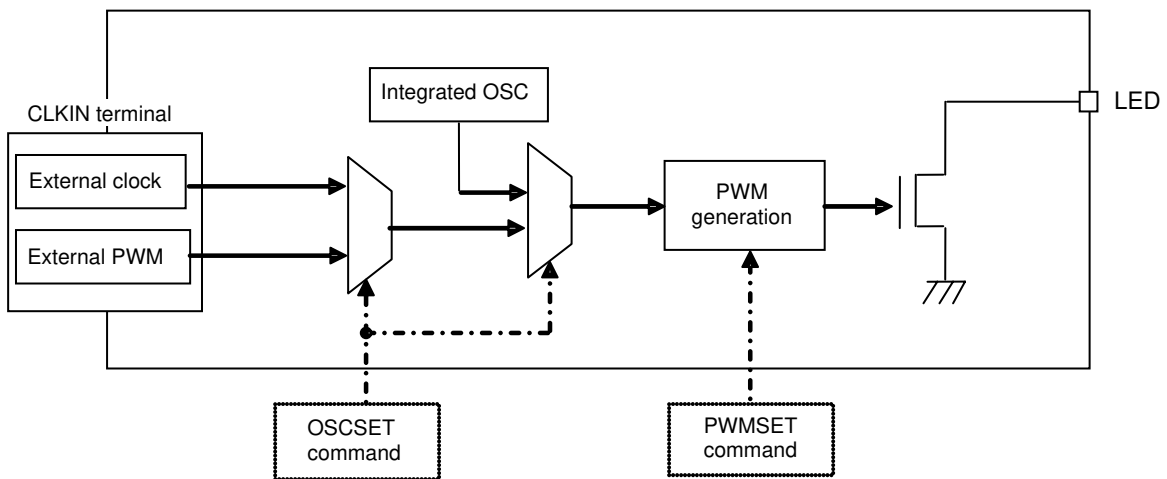 Integrated OSC
LED
CLKIN terminal
External clock
External PWM
PWM
generation
OSCSET
command
PWMSET
command